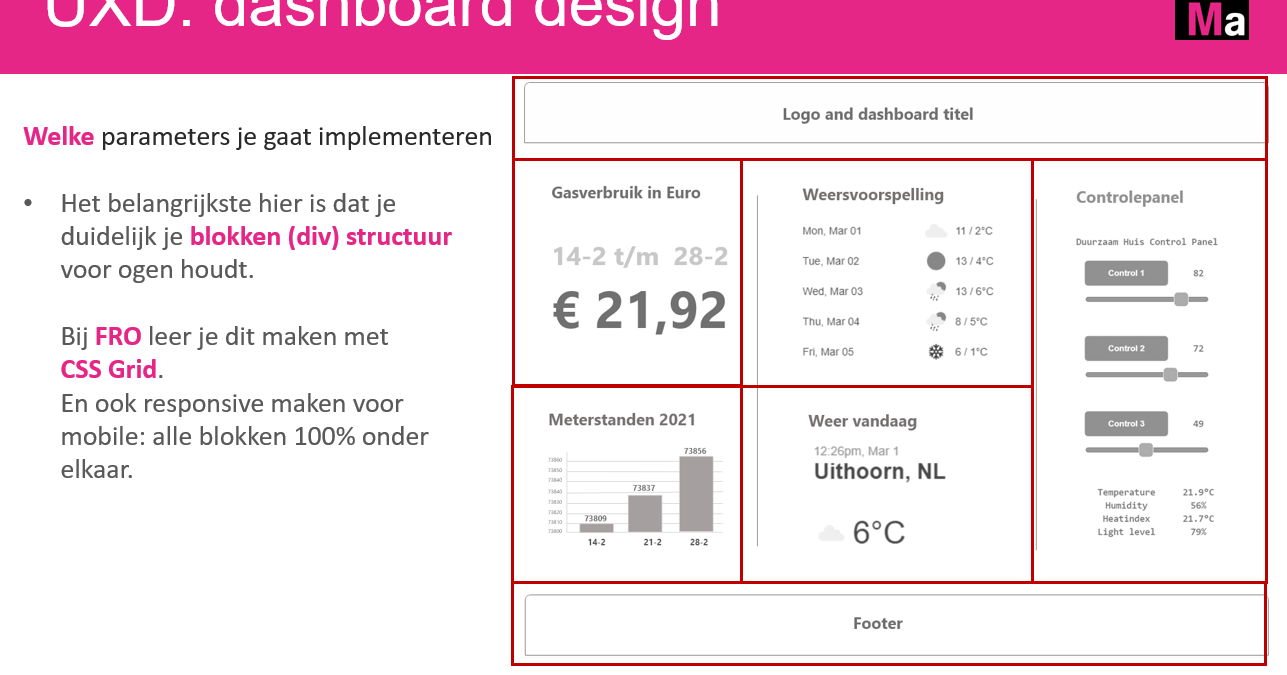 UXD: dashboard design
Ma
Welke parameters je gaat implementeren
• Het belangrijkste hier is dat je
duidelijk je blokken (div) structuur
voor ogen houdt.
Bij FRO leer je dit maken met
CSS Grid.
En ook responsive maken voor
mobile: alle blokken 100% onder
elkaar.
Logo and dashboard titel
Gasverbruik in Euro
14-2 t/m 28-2
€ 21,92
Weersvoorspelling
Mon, Mar 01 11 / 2°C
Tue, Mar 02 13 / 4°C
Wed, Mar 03 13 / 6°C
Thu, Mar 04 8 / 5°C
Fri, Mar 05 6 / 1°C
Controlepanel
Duurzaam Huis Control Panel
Control 1 82
Control 2 72
Control 3 49
Temperature 21.9°C
Humidity 56%
Heatindex 21.7°C
Light level 79%
Meterstanden 2021
73860
73850
73840
73840
73830
73820
73810
73800
73809
73837
73856
14-2 21-2 28-2
Weer vandaag
12:26pm, Mar 1
Uithoorn, NL
6°C
Footer